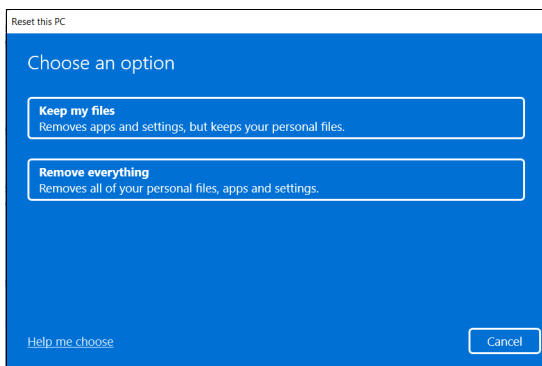 Reset this PC
Choose an option
Keep my files
Removes apps and settings, but keeps your personal files.
Remove everything
Removes all of your personal files, apps and settings.
Help me choose
Cancel